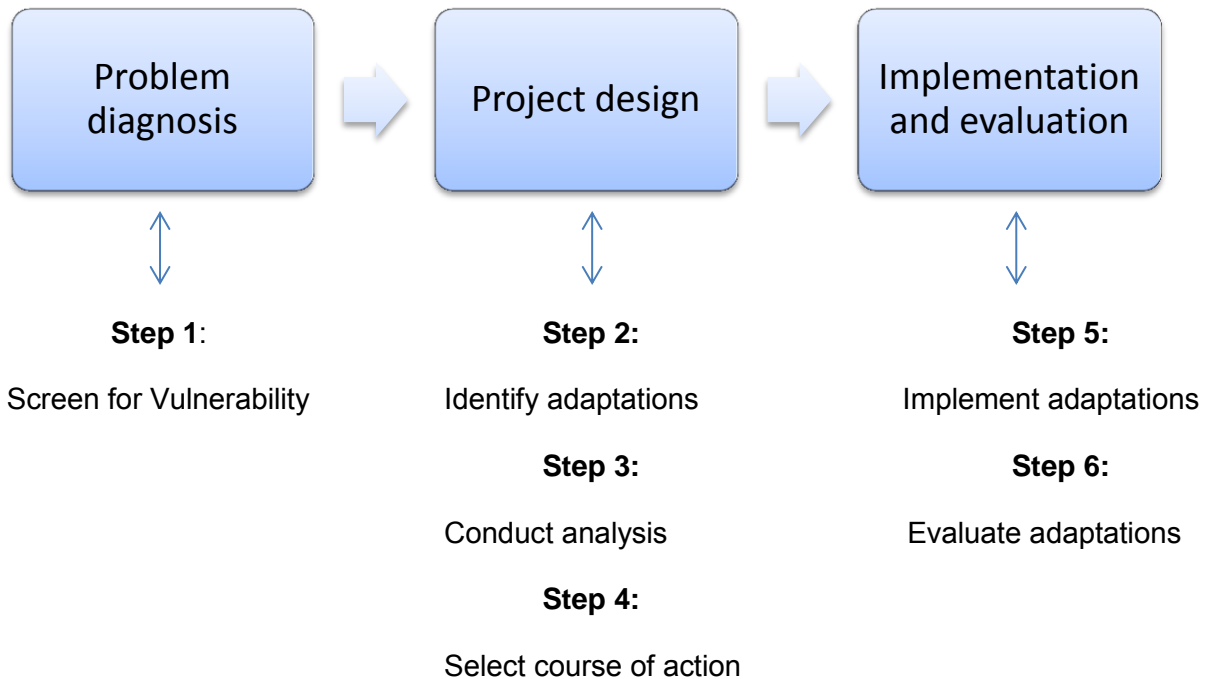 Problem
diagnosis
Project design
Implementation
and evaluation
Step 1:
Screen for Vulnerability
Step 2:
Identify adaptations
Step 3:
Conduct analysis
Step 4:
Select course of action
Step 5:
Implement adaptations
Step 6:
Evaluate adaptations